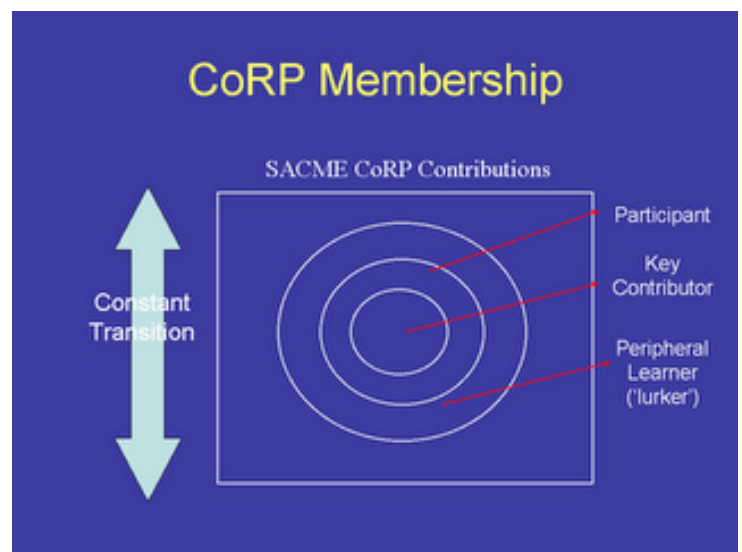 CoRP Membership
SACME CoRP Contributions
Participant
Key
Contributor
Constant
Transition
Peripheral
Learner
('lurker')